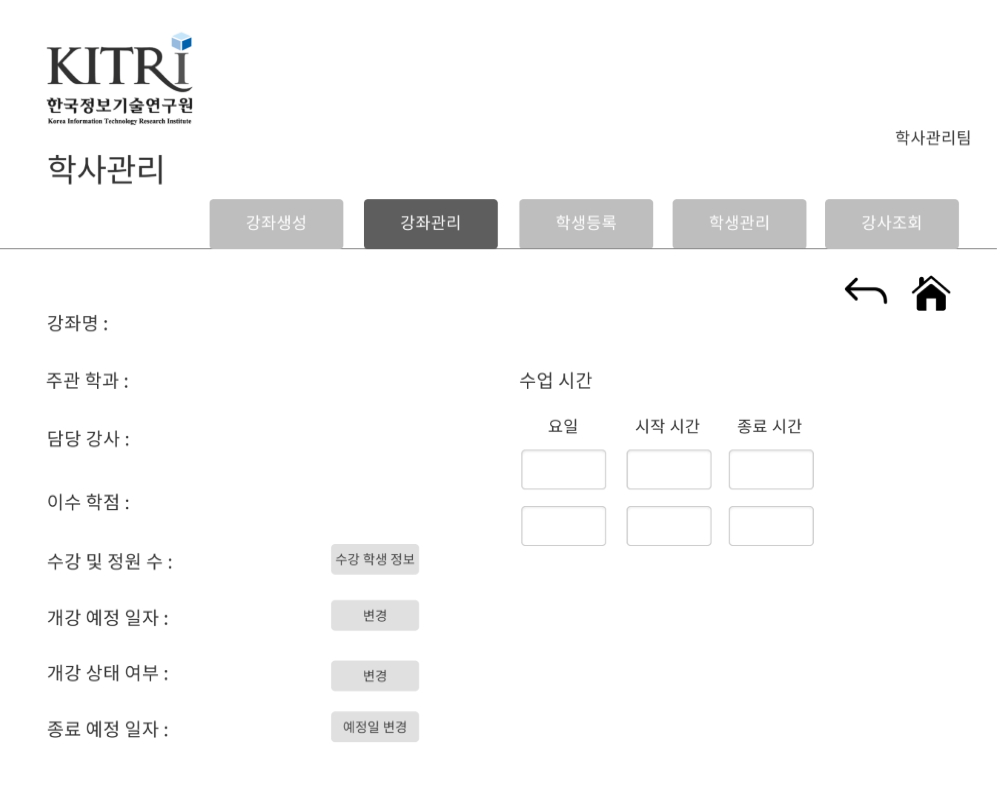 KITRI
한국정보기술연구원
Korea Information Technology Research Institute
학사관리팀
학사관리
강좌생성 강좌관리 학생등록 학생관리 강사조회
강좌명 :
주관 학과 :
담당 강사 :
이수 학점 :
수강 및 정원 수 : 수강 학생 정보
개강 예정 일자 : 변경
개강 상태 여부 : 변경
종료 예정 일자 : 예정일 변경
수업 시간
요일 시작 시간 종료 시간